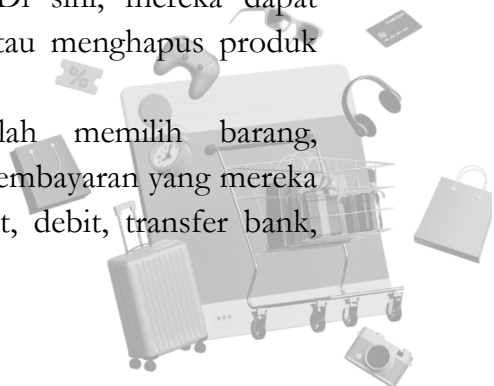 Di sini, mereka dapat
tau menghapus produk
lah memilih barang,
embayaran yang mereka
t, debit, transfer bank,